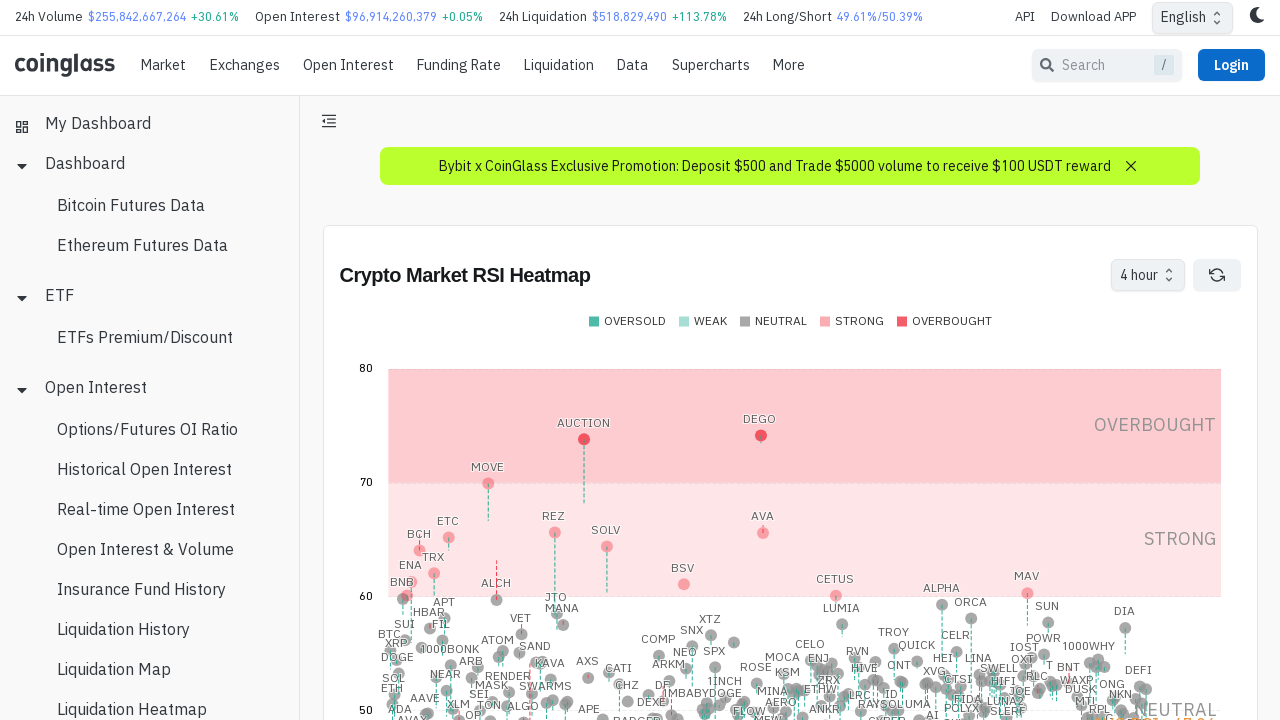 24h Volume $255,842,667,264 +30.61% Open Interest $96,914,260,379 +0.05% 24h Liquidation $518,829,490 +113.78% 24h Long/Short 49.61%/50.39% API Download APP English
coinglass Market Exchanges Open Interest Funding Rate Liquidation Data Supercharts More Search / Login
My Dashboard
Dashboard
Bitcoin Futures Data
Ethereum Futures Data
ETF
ETFs Premium/Discount
Open Interest
Options/Futures OI Ratio
Historical Open Interest
Real-time Open Interest
Open Interest & Volume
Insurance Fund History
Liquidation History
Liquidation Map
Liquidation Heatmap
Bybit x CoinGlass Exclusive Promotion: Deposit $500 and Trade $5000 volume to receive $100 USDT reward
Crypto Market RSI Heatmap 4 hour
OVERSOLD WEAK NEUTRAL STRONG OVERBOUGHT
80
AUCTION DEGO OVERBOUGHT
MOVE
70
ETC REZ AVA
BCH SOLV STRONG
TRX
ENA BSV
BNB ALCH CETUS MAV
ALPHA
60
APT JTO ORCA
HBAR MANA LUMIA SUN DIA
SUI FIL VET XTZ
BTC SNX TROY CELR
XRP ATOM COMP POWR
1000BONK SAND NEO SPX CELO QUICK IOST 1000WHY
DOGE ARB KAVA AXS ARKM MOCA ENJ RVN HEI LINA OXT
SOL NEAR RENDER CATI ROSE KSM HIVE QNT XVG SWELL T BNT DEFI
ETH SEI MASK SWARMS CHZ 1INCH ZRX CTSI HIFI RLC WAXP
AAVE 1MBABYDOGE MINA ETHW LRC ID FIDA JOE DUSK ONG
ADA XLM TON ALGO DEXE AERO RAYSOL UMA LUNA2 MTL NKN
OP APE FLOW ANKR POLYX SLERF RPL NEUTRAL
50 AVAX AI